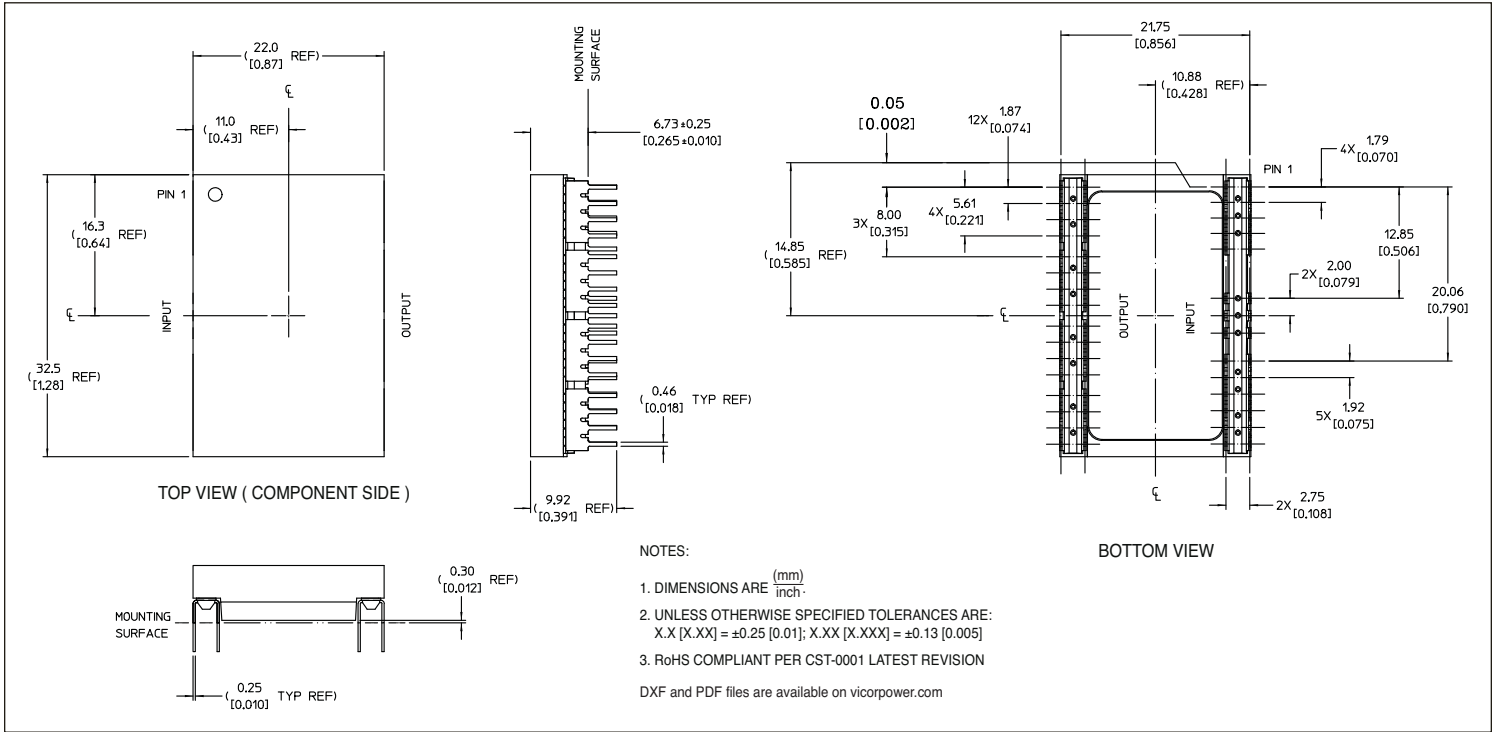 22.0
( [0.87] REF)
℄
11.0
( [0.43] REF)
PIN 1
16.3
( [0.64] REF)
℄
INPUT
OUTPUT
32.5
( [1.28] REF)
TOP VIEW ( COMPONENT SIDE )
MOUNTING
SURFACE
6.73±0.25
[0.265±0.010]
0.46
( [0.018] TYP REF)
9.92
( [0.391] REF)
21.75
[0.856]
10.88
( [0.428] REF)
0.05
[0.002]
12X 1.87
[0.074]
4X 1.79
[0.070]
PIN 1
4X 5.61
[0.221]
3X 8.00
[0.315]
14.85
( [0.585] REF)
12.85
[0.506]
2X 2.00
[0.079]
20.06
[0.790]
℄
OUTPUT
INPUT
5X 1.92
[0.075]
℄
2X 2.75
[0.108]
BOTTOM VIEW
0.30
( [0.012] REF)
MOUNTING
SURFACE
0.25
( [0.010] TYP REF)
NOTES:
1. DIMENSIONS ARE (mm)
inch.
2. UNLESS OTHERWISE SPECIFIED TOLERANCES ARE:
X.X [X.XX] = ±0.25 [0.01]; X.XX [X.XXX] = ±0.13 [0.005]
3. RoHS COMPLIANT PER CST-0001 LATEST REVISION
DXF and PDF files are available on vicorpower.com